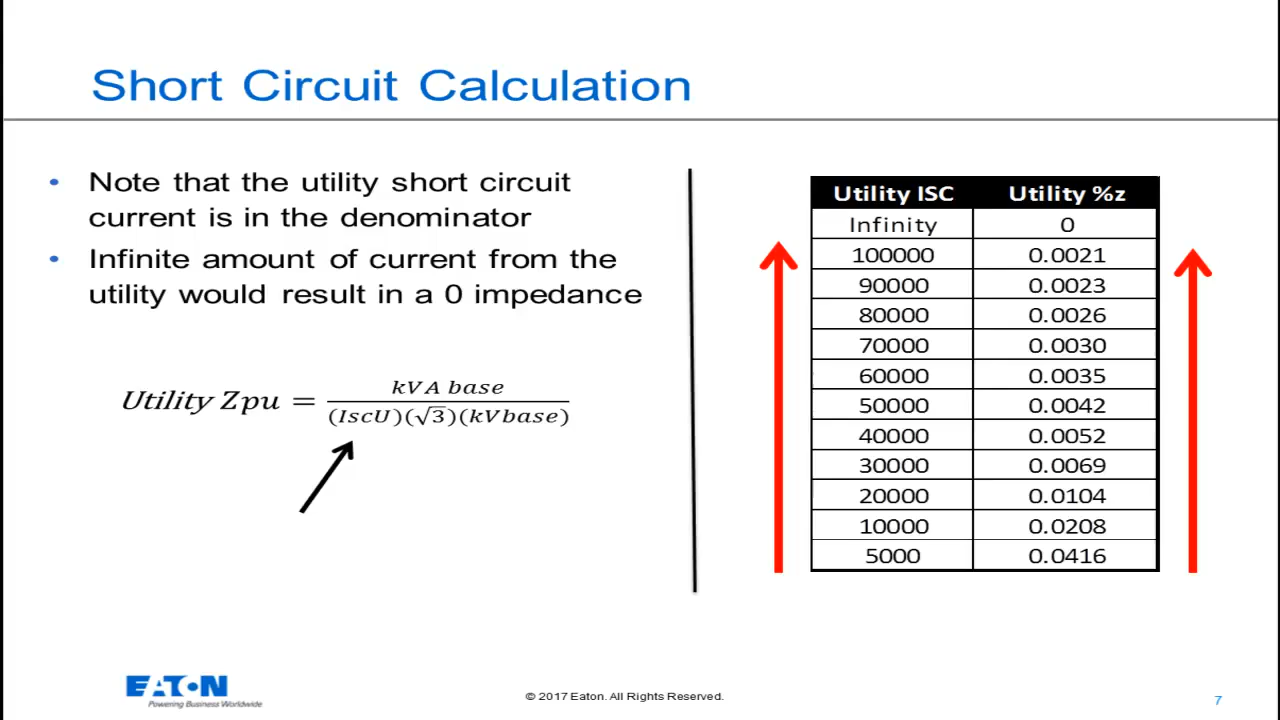 Short Circuit Calculation
• Note that the utility short circuit
current is in the denominator
• Infinite amount of current from the
utility would result in a 0 impedance
Utility Zpu = kVA base / (IscU)(√3)(kVbase)
Utility ISC Utility %z
Infinity 0
100000 0.0021
90000 0.0023
80000 0.0026
70000 0.0030
60000 0.0035
50000 0.0042
40000 0.0052
30000 0.0069
20000 0.0104
10000 0.0208
5000 0.0416
EATON
Powering Business Worldwide
© 2017 Eaton. All Rights Reserved.
7